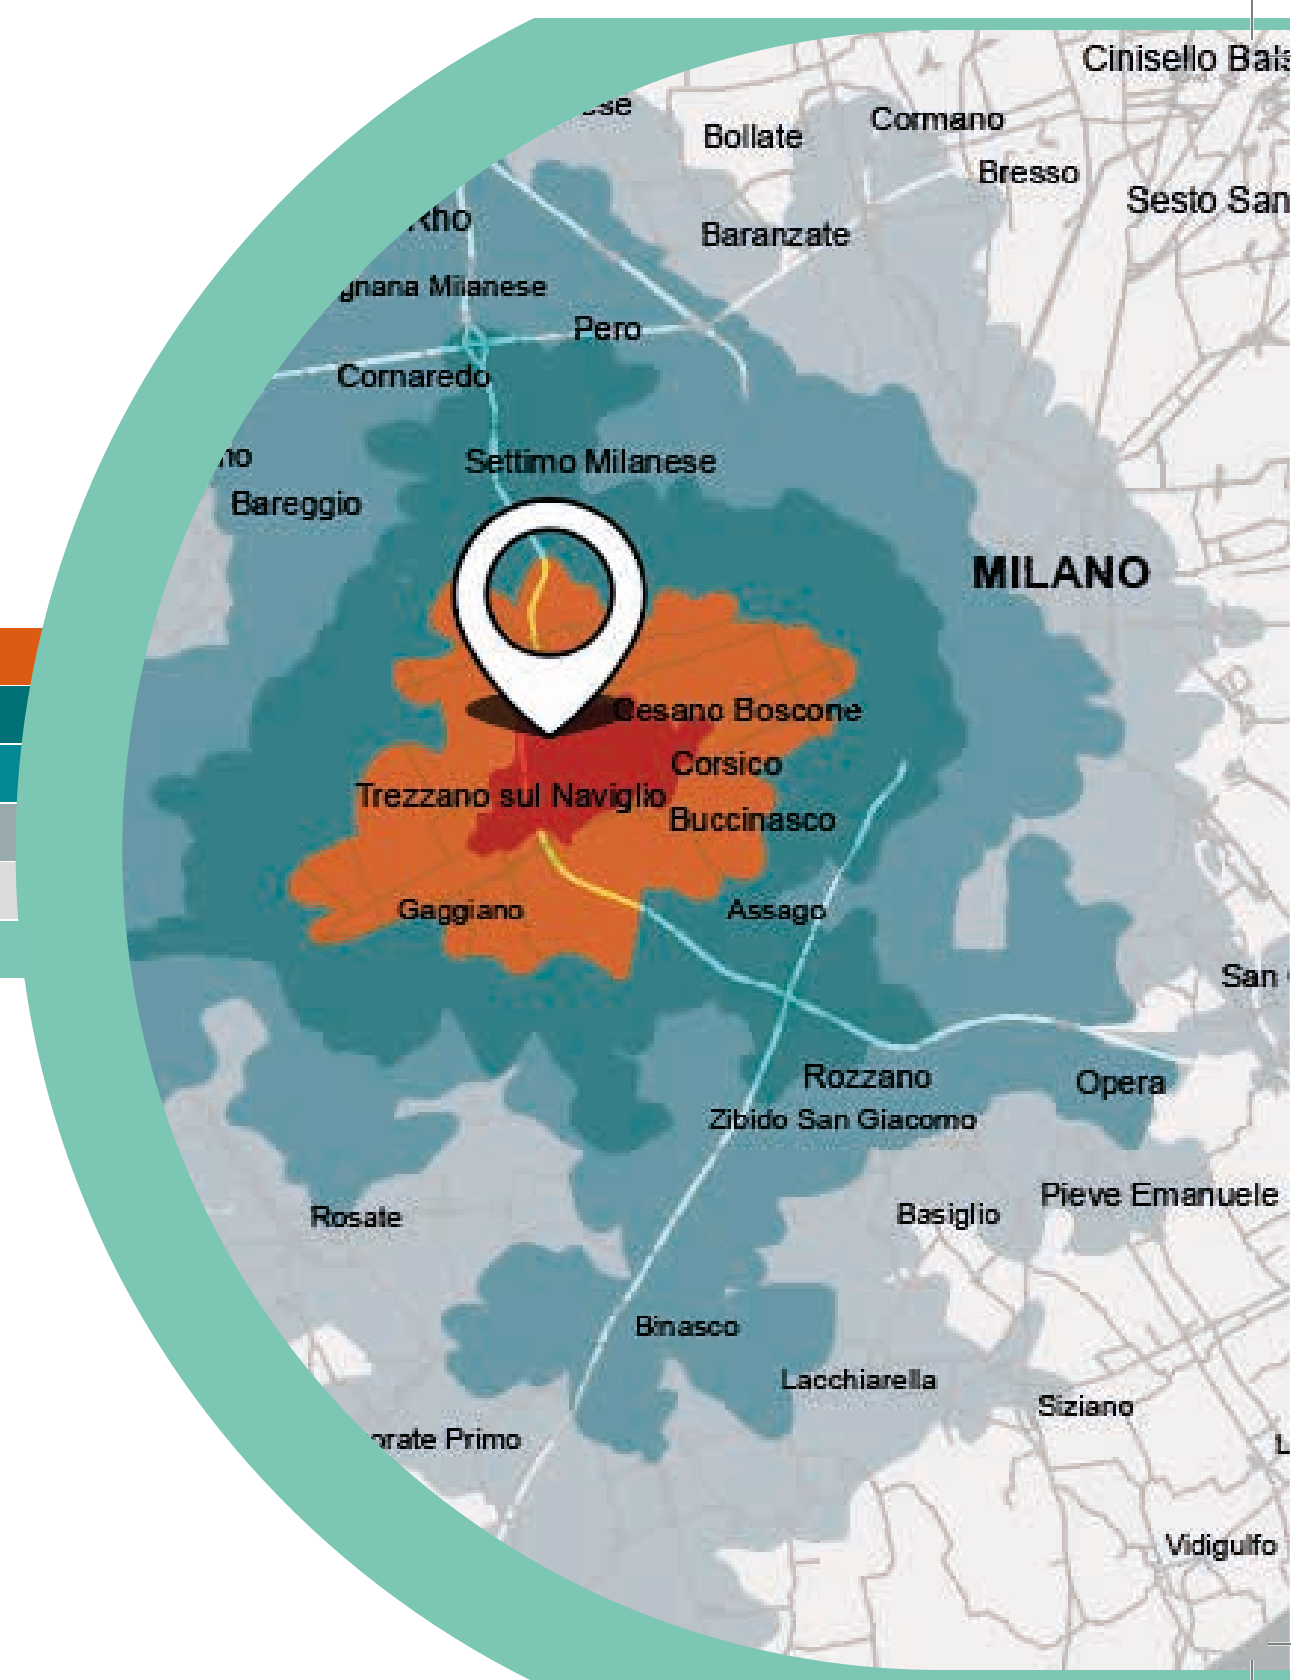 Cinisello Bals
Cormano
Bollate
Bresso
Sesto San
Rho
Baranzate
gnana Milanese
Pero
Cornaredo
no
Settimo Milanese
Bareggio
MILANO
Cesano Boscone
Corsico
Trezzano sul Naviglio
Buccinasco
Gaggiano
Assago
San
Rozzano
Opera
Zibido San Giacomo
Pieve Emanuele
Rosate
Basiglio
Binasco
Lacchiarella
Siziano
orate Primo
L
Vidigulfo